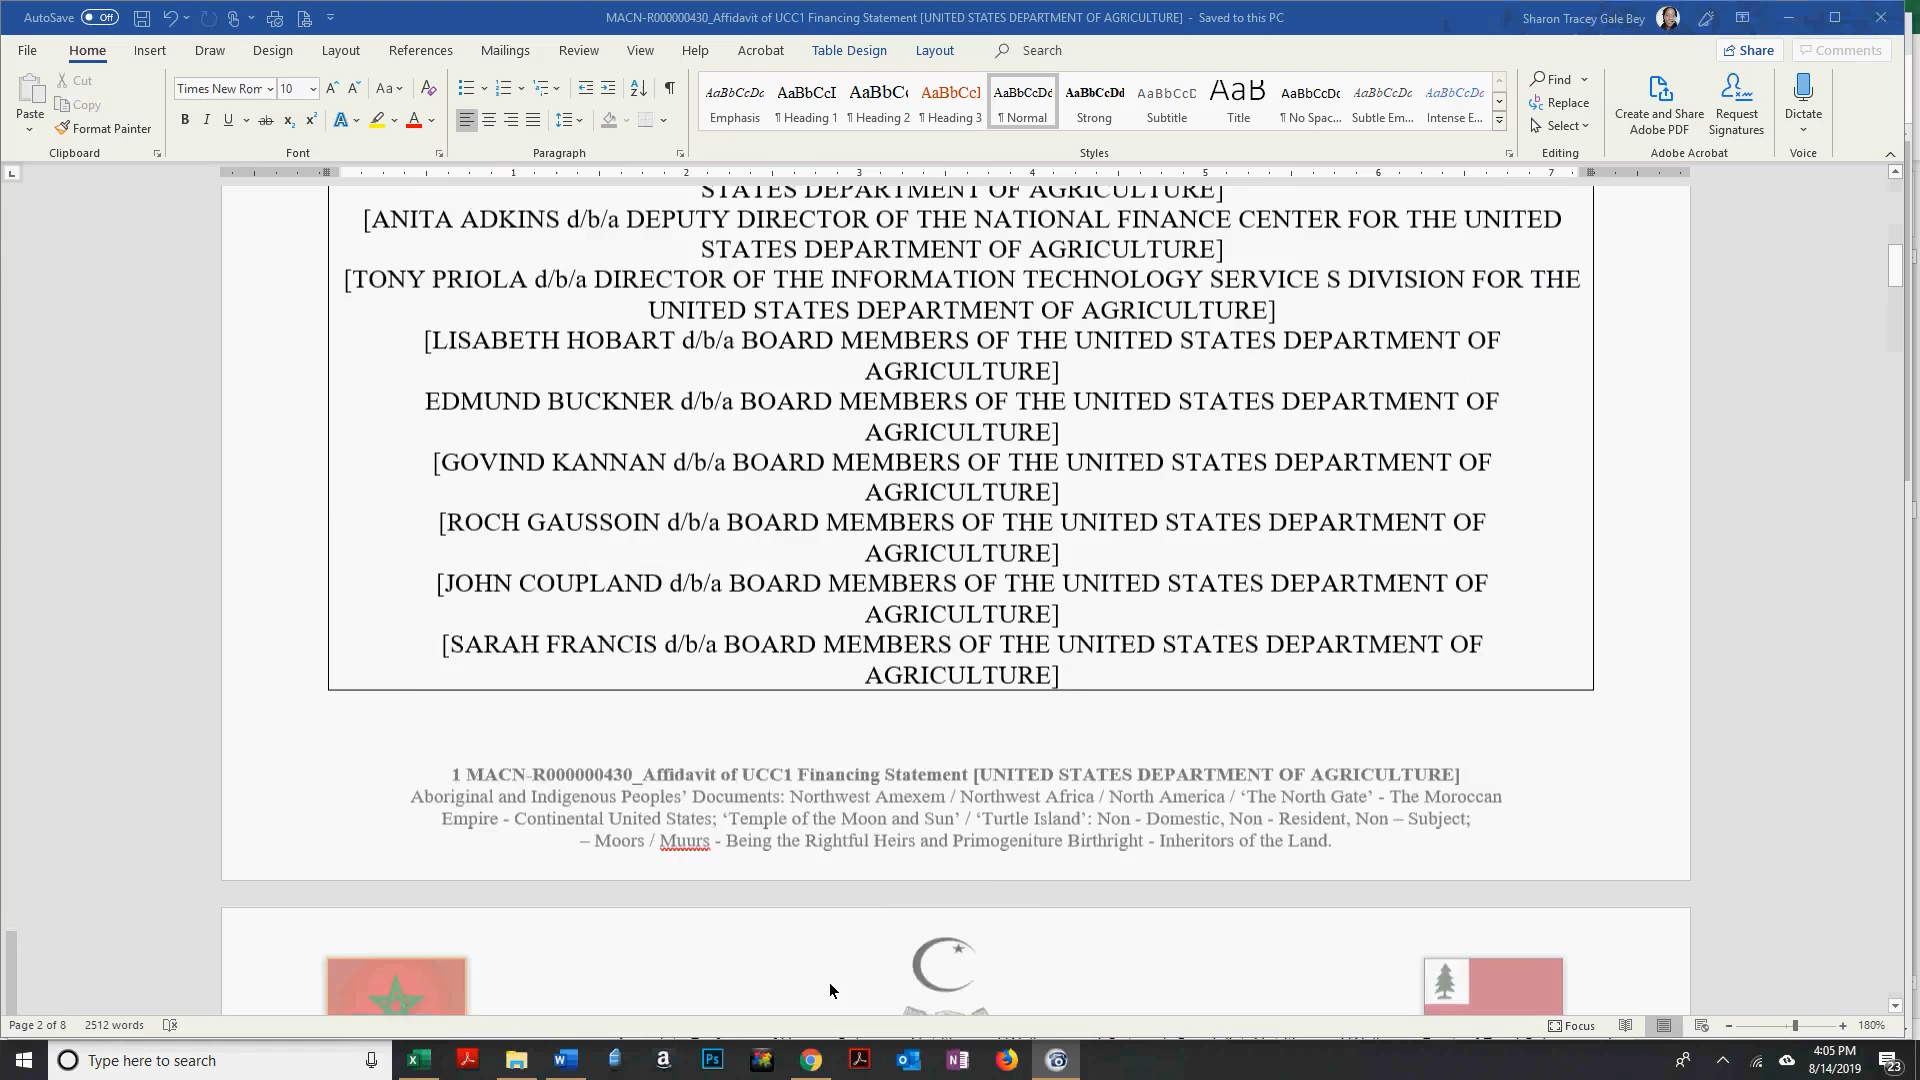 AutoSave Off MACN-R000000430_Affidavit of UCC1 Financing Statement [UNITED STATES DEPARTMENT OF AGRICULTURE] - Saved to this PC Sharon Tracey Gale Bey
File Home Insert Draw Design Layout References Mailings Review View Help Acrobat Table Design Layout Search Share Comments
Paste Cut Copy Format Painter
Times New Ror 10
Clipboard Font Paragraph
AaBbCcDc AaBbCcI AaBbC AaBbCcI AaBbCcDd AaBbCcDd AaBbCcD AaB AaBbCcDc AaBbCcDc AaBbCcDc
Emphasis ¶ Heading 1 ¶ Heading 2 ¶ Heading 3 ¶ Normal Strong Subtitle Title ¶ No Spac... Subtle Em... Intense E...
Styles
Find Replace Select
Editing
Create and Share Adobe PDF Request Signatures
Adobe Acrobat
Dictate
Voice
1 2 3 4 5 6 7
STATES DEPARTMENT OF AGRICULTURE]
[ANITA ADKINS d/b/a DEPUTY DIRECTOR OF THE NATIONAL FINANCE CENTER FOR THE UNITED
STATES DEPARTMENT OF AGRICULTURE]
[TONY PRIOLA d/b/a DIRECTOR OF THE INFORMATION TECHNOLOGY SERVICE S DIVISION FOR THE
UNITED STATES DEPARTMENT OF AGRICULTURE]
[LISABETH HOBART d/b/a BOARD MEMBERS OF THE UNITED STATES DEPARTMENT OF
AGRICULTURE]
EDMUND BUCKNER d/b/a BOARD MEMBERS OF THE UNITED STATES DEPARTMENT OF
AGRICULTURE]
[GOVIND KANNAN d/b/a BOARD MEMBERS OF THE UNITED STATES DEPARTMENT OF
AGRICULTURE]
[ROCH GAUSSOIN d/b/a BOARD MEMBERS OF THE UNITED STATES DEPARTMENT OF
AGRICULTURE]
[JOHN COUPLAND d/b/a BOARD MEMBERS OF THE UNITED STATES DEPARTMENT OF
AGRICULTURE]
[SARAH FRANCIS d/b/a BOARD MEMBERS OF THE UNITED STATES DEPARTMENT OF
AGRICULTURE]
1 MACN-R000000430_Affidavit of UCC1 Financing Statement [UNITED STATES DEPARTMENT OF AGRICULTURE]
Aboriginal and Indigenous Peoples’ Documents: Northwest Amexem / Northwest Africa / North America / ‘The North Gate’ - The Moroccan
Empire - Continental United States; ‘Temple of the Moon and Sun’ / ‘Turtle Island’: Non - Domestic, Non - Resident, Non – Subject;
– Moors / Muurs - Being the Rightful Heirs and Primogeniture Birthright - Inheritors of the Land.
Page 2 of 8 2512 words Focus 180%
Type here to search
4:05 PM
8/14/2019
23